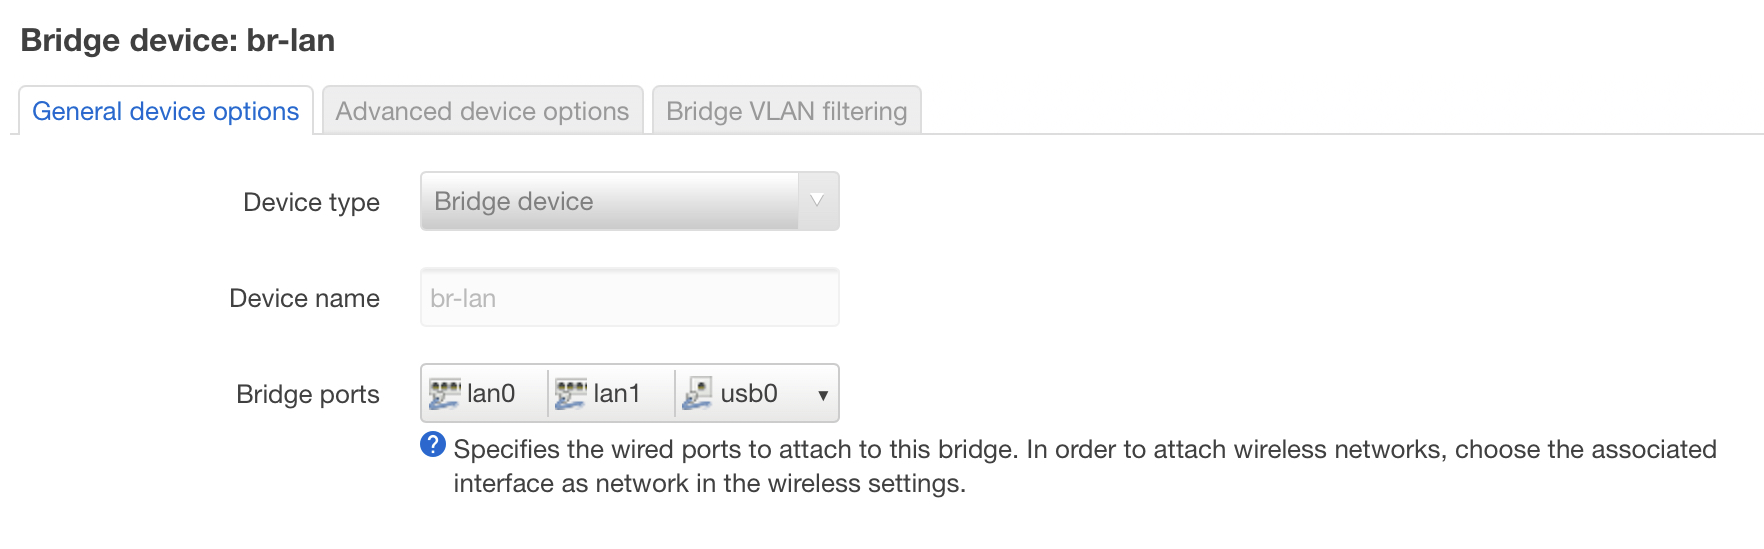 Bridge device: br-lan
General device options Advanced device options Bridge VLAN filtering
Device type Bridge device
Device name br-lan
Bridge ports lan0 lan1 usb0
Specifies the wired ports to attach to this bridge. In order to attach wireless networks, choose the associated
interface as network in the wireless settings.